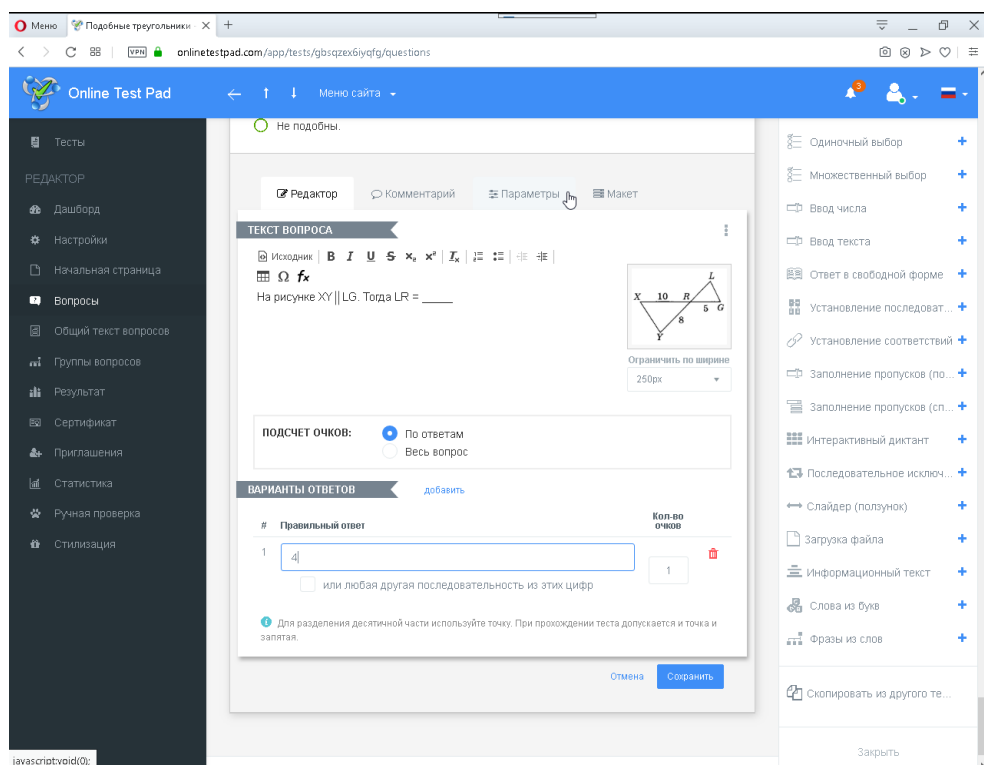 Меню
Подобные треугольники
VPN
onlinetestpad.com/app/tests/gbsqzex6iyqfg/questions
Online Test Pad
Меню сайта
3
Тесты
РЕДАКТОР
Дашборд
Настройки
Начальная страница
Вопросы
Общий текст вопросов
Группы вопросов
Результат
Сертификат
Приглашения
Статистика
Ручная проверка
Стилизация
Не подобны.
Редактор
Комментарий
Параметры
Макет
ТЕКСТ ВОПРОСА
Исходник B I U S x₂ x² Iₓ
Ω fx
На рисунке XY || LG. Тогда LR = _____
L
X 10 R
5 G
8
Y
Ограничить по ширине
250px
ПОДСЧЕТ ОЧКОВ:
По ответам
Весь вопрос
ВАРИАНТЫ ОТВЕТОВ
добавить
# Правильный ответ
Кол-во
очков
1
4
1
или любая другая последовательность из этих цифр
Для разделения десятичной части используйте точку. При прохождении теста допускается и точка и
запятая.
Отмена
Сохранить
Одиночный выбор
Множественный выбор
Ввод числа
Ввод текста
Ответ в свободной форме
Установление последоват...
Установление соответствий
Заполнение пропусков (по...
Заполнение пропусков (сп...
Интерактивный диктант
Последовательное исключ...
Слайдер (ползунок)
Загрузка файла
Информационный текст
Слова из букв
Фразы из слов
Скопировать из другого те...
Закрыть
javascript:void(0);